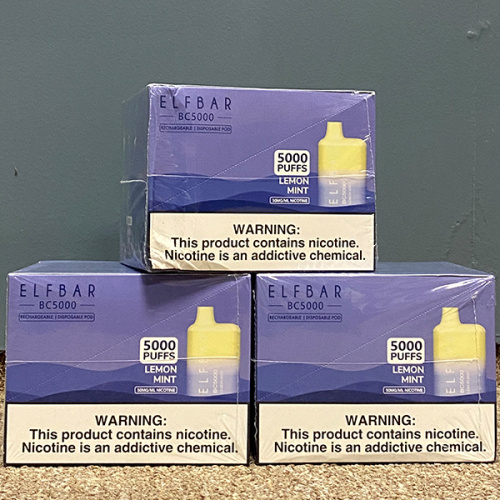 ELFBAR
BC5000
RECHARGEABLE | DISPOSABLE POD
5000
PUFFS
LEMON
MINT
50MG/ML NICOTINE
WARNING:
This product contains nicotine.
Nicotine is an addictive chemical.
ELFBAR
BC5000
RECHARGEABLE | DISPOSABLE POD
5000
PUFFS
LEMON
MINT
50MG/ML NICOTINE
ELF
BC5000
WARNING:
This product contains nicotine.
Nicotine is an addictive chemical.
ELFBAR
BC5000
RECHARGEABLE | DISPOSABLE POD
5000
PUFFS
LEMON
MINT
50MG/ML NICOTINE
WARNING:
This product contains nicotine.
Nicotine is an addictive chemical.